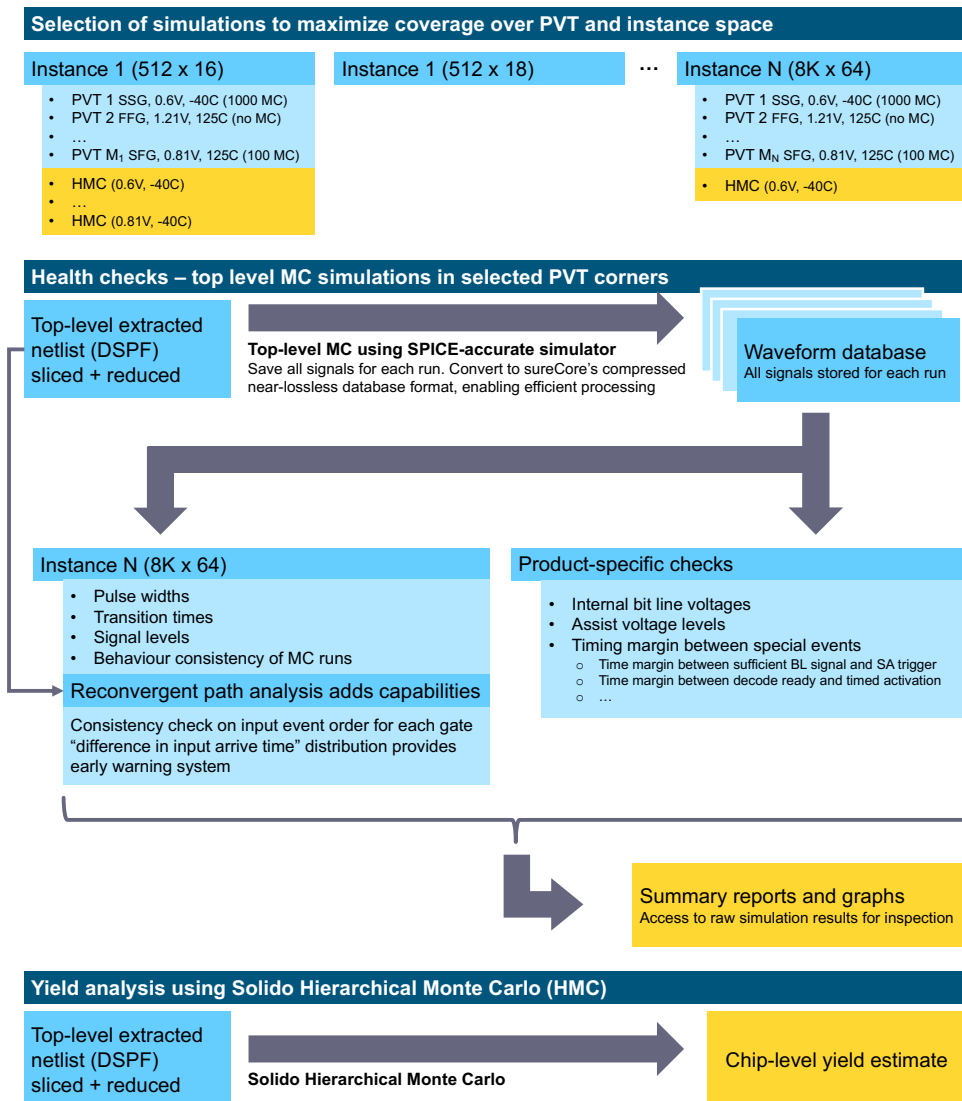 Selection of simulations to maximize coverage over PVT and instance space
Instance 1 (512 x 16)
• PVT 1 SSG, 0.6V, -40C (1000 MC)
• PVT 2 FFG, 1.21V, 125C (no MC)
• …
• PVT M₁ SFG, 0.81V, 125C (100 MC)
• HMC (0.6V, -40C)
• …
• HMC (0.81V, -40C)
Instance 1 (512 x 18)
…
Instance N (8K x 64)
• PVT 1 SSG, 0.6V, -40C (1000 MC)
• PVT 2 FFG, 1.21V, 125C (no MC)
• …
• PVT Mɴ SFG, 0.81V, 125C (100 MC)
• HMC (0.6V, -40C)
Health checks – top level MC simulations in selected PVT corners
Top-level extracted
netlist (DSPF)
sliced + reduced
Top-level MC using SPICE-accurate simulator
Save all signals for each run. Convert to sureCore's compressed
near-lossless database format, enabling efficient processing
Waveform database
All signals stored for each run
Instance N (8K x 64)
• Pulse widths
• Transition times
• Signal levels
• Behaviour consistency of MC runs
Reconvergent path analysis adds capabilities
Consistency check on input event order for each gate
“difference in input arrive time” distribution provides
early warning system
Product-specific checks
• Internal bit line voltages
• Assist voltage levels
• Timing margin between special events
○ Time margin between sufficient BL signal and SA trigger
○ Time margin between decode ready and timed activation
○ …
Summary reports and graphs
Access to raw simulation results for inspection
Yield analysis using Solido Hierarchical Monte Carlo (HMC)
Top-level extracted
netlist (DSPF)
sliced + reduced
Solido Hierarchical Monte Carlo
Chip-level yield estimate